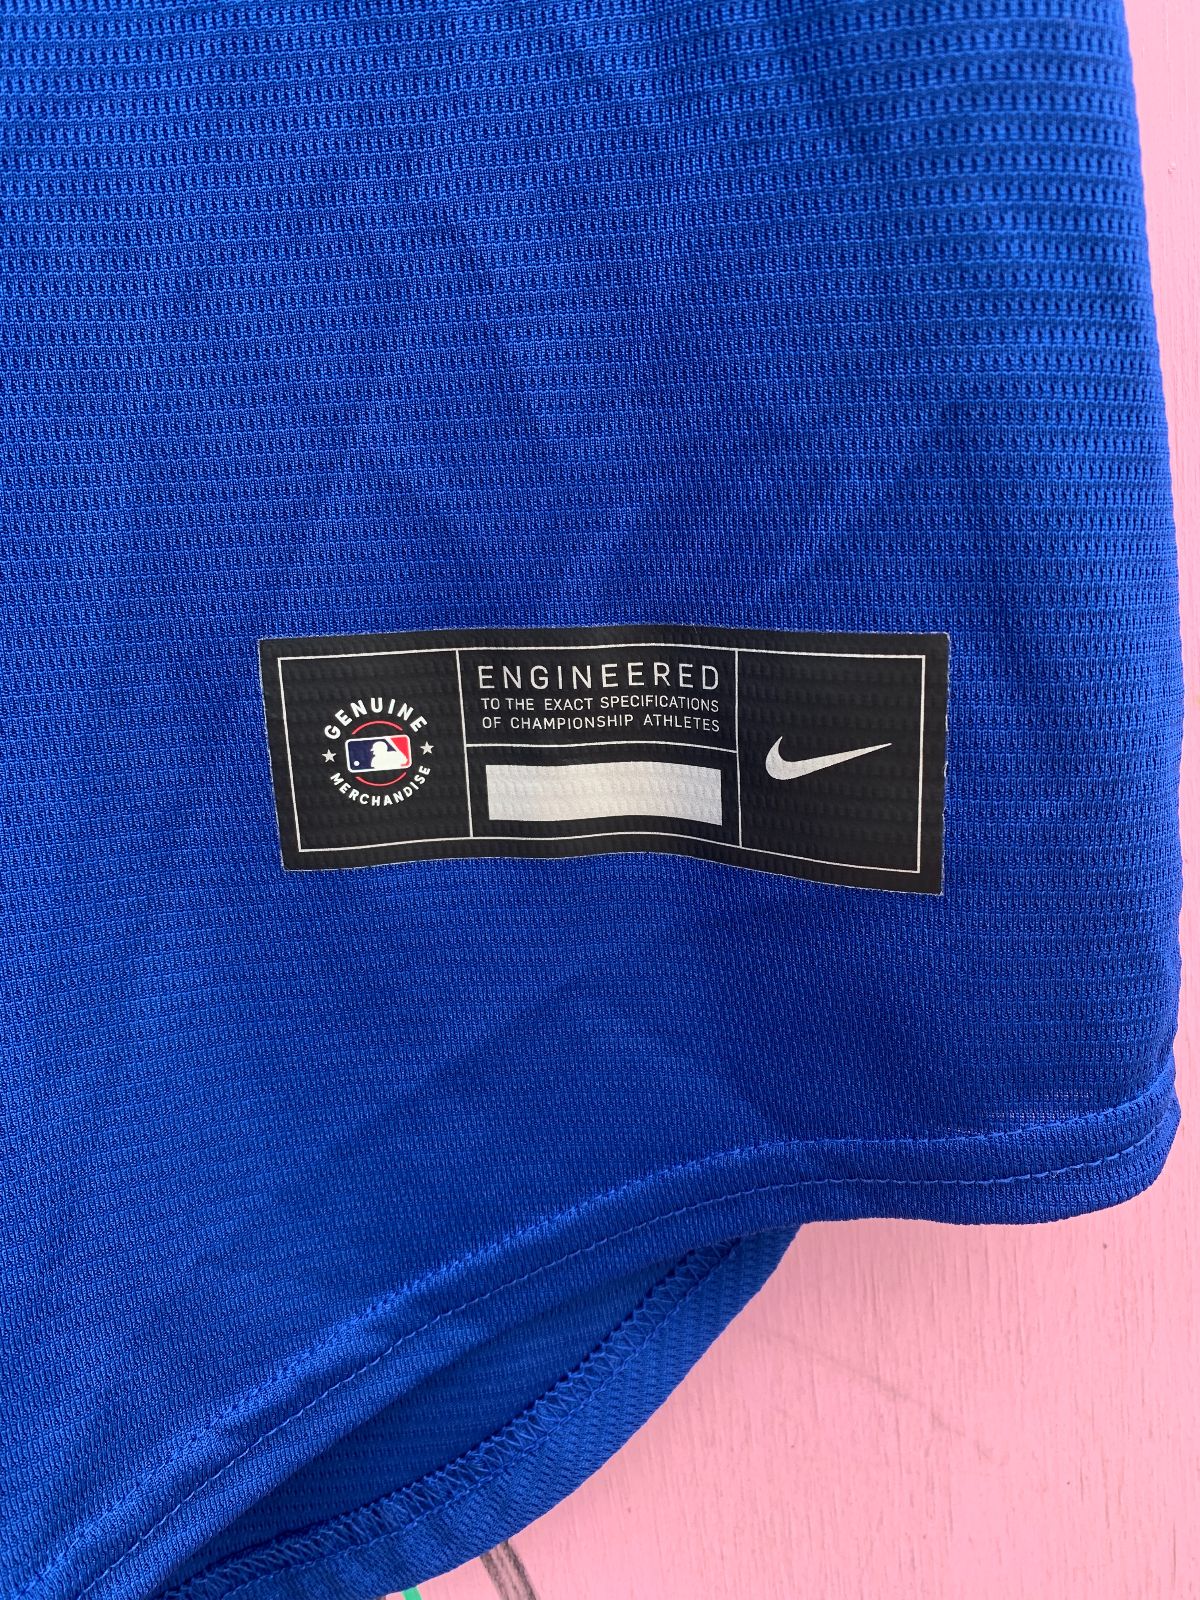 GENUINE
MERCHANDISE
ENGINEERED
TO THE EXACT SPECIFICATIONS
OF CHAMPIONSHIP ATHLETES